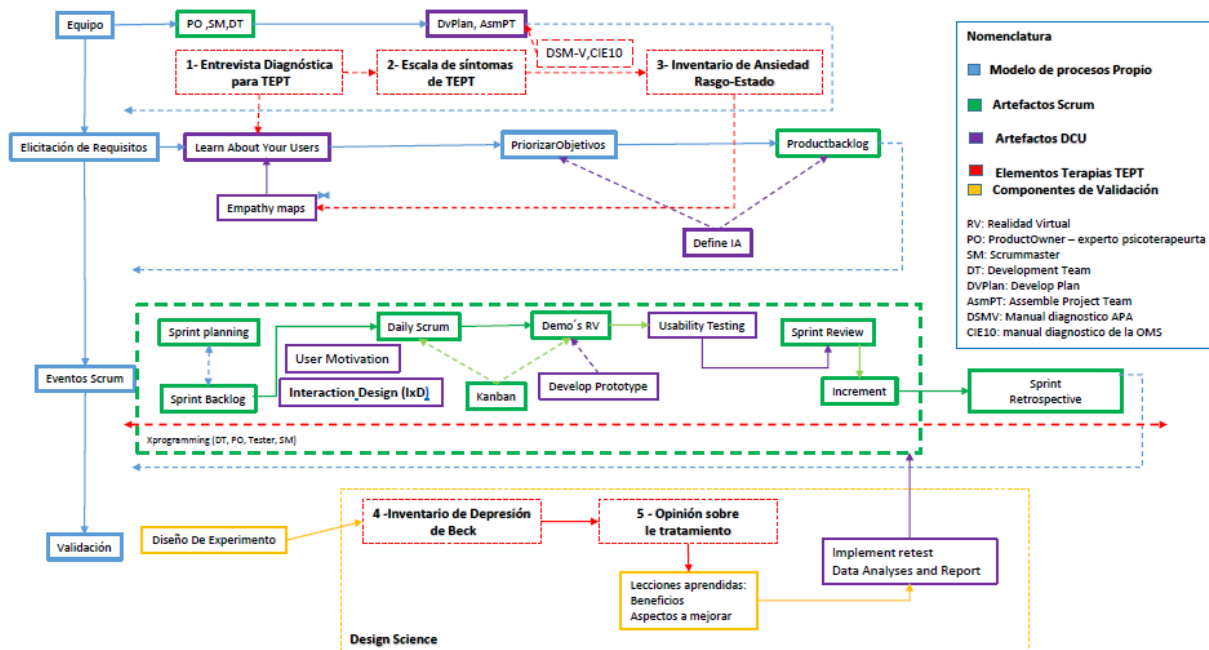 Equipo
PO ,SM,DT
DvPlan, AsmPT
DSM-V,CIE10
1- Entrevista Diagnóstica
para TEPT
2- Escala de síntomas
de TEPT
3- Inventario de Ansiedad
Rasgo-Estado
Elicitación de Requisitos
Learn About Your Users
PriorizarObjetivos
Productbacklog
Empathy maps
Define IA
Nomenclatura
Modelo de procesos Propio
Artefactos Scrum
Artefactos DCU
Elementos Terapias TEPT
Componentes de Validación
RV: Realidad Virtual
PO: ProductOwner – experto psicoterapeurta
SM: Scrummaster
DT: Development Team
DVPlan: Develop Plan
AsmPT: Assemble Project Team
DSMV: Manual diagnostico APA
CIE10: manual diagnostico de la OMS
Eventos Scrum
Sprint planning
Sprint Backlog
Daily Scrum
User Motivation
Interaction Design (IxD)
Kanban
Demo´s RV
Develop Prototype
Usability Testing
Sprint Review
Increment
Sprint
Retrospective
Xprogramming (DT, PO, Tester, SM)
Validación
Diseño De Experimento
4 -Inventario de Depresión
de Beck
5 - Opinión sobre
le tratamiento
Lecciones aprendidas:
Beneficios
Aspectos a mejorar
Implement retest
Data Analyses and Report
Design Science